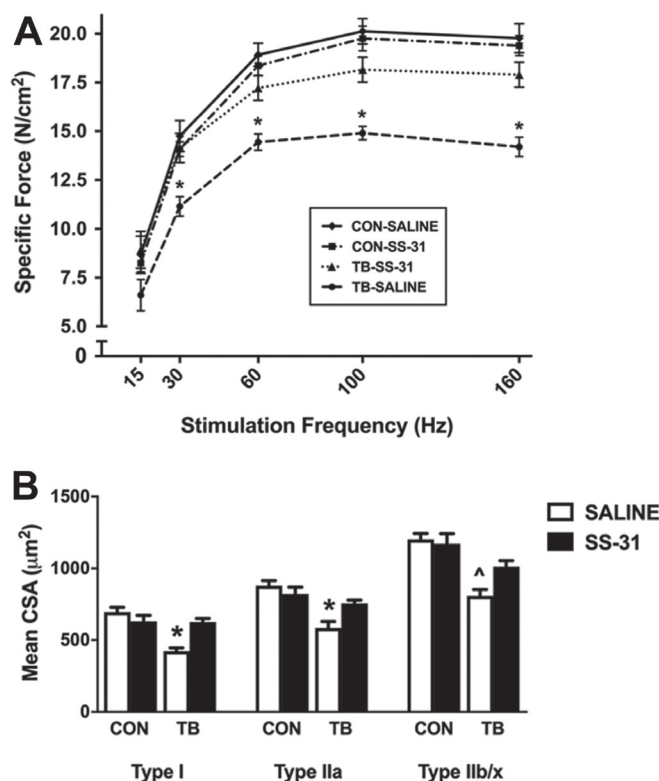 A
Specific Force (N/cm²)
20.0
17.5
15.0
12.5
10.0
7.5
5.0
0
*
*
*
*
CON-SALINE
CON-SS-31
TB-SS-31
TB-SALINE
15
30
60
100
160
Stimulation Frequency (Hz)
B
Mean CSA (µm²)
1500
1000
500
0
*
*
^
SALINE
SS-31
CON TB CON TB CON TB
Type I Type IIa Type IIb/x